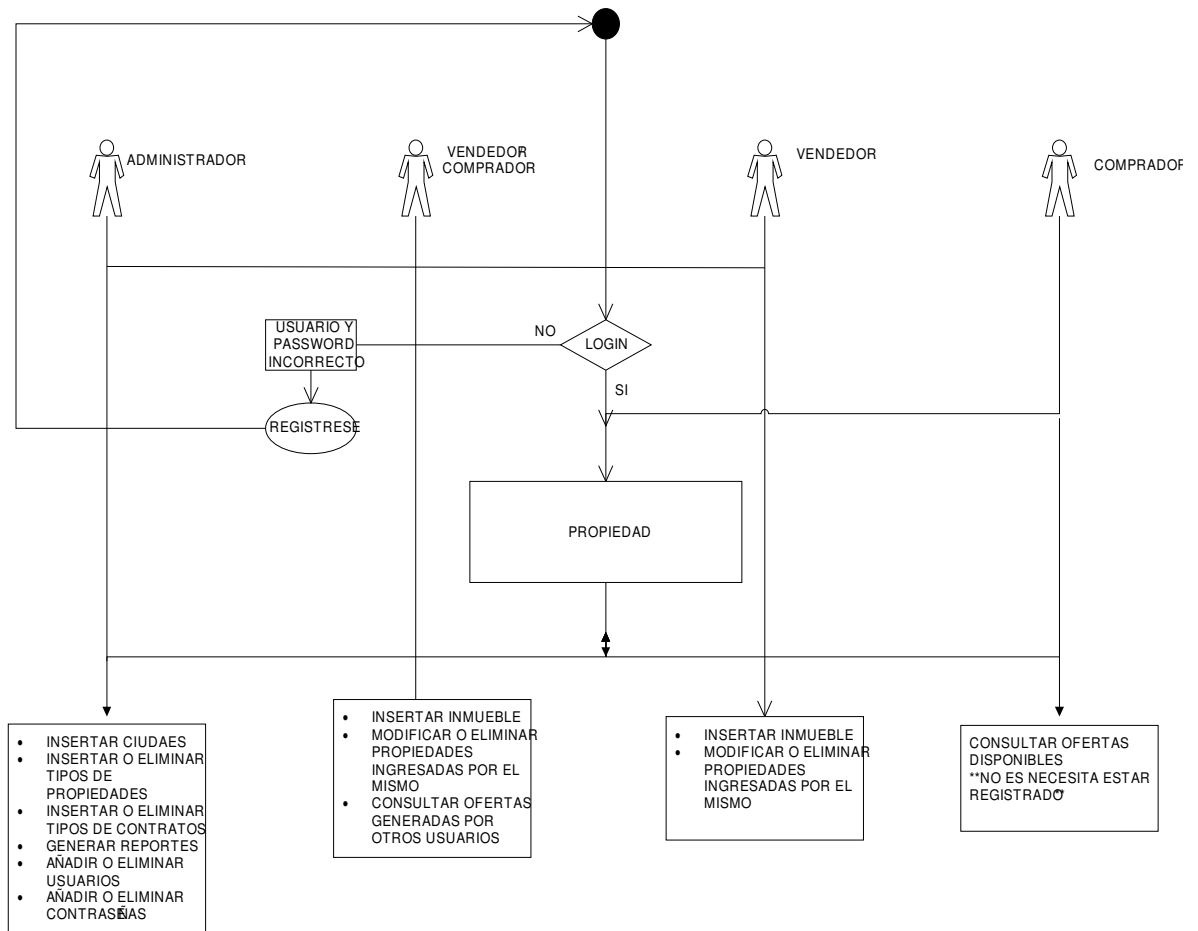 ADMINISTRADOR
VENDEDOR/
COMPRADOR
VENDEDOR
COMPRADOR
USUARIO Y
PASSWORD
INCORRECTO
NO
LOGIN
SI
REGISTRESE
PROPIEDAD
• INSERTAR CIUDAES
• INSERTAR O ELIMINAR
TIPOS DE
PROPIEDADES
• INSERTAR O ELIMINAR
TIPOS DE CONTRATOS
• GENERAR REPORTES
• AÑADIR O ELIMINAR
USUARIOS
• AÑADIR O ELIMINAR
CONTRASEÑAS
• INSERTAR INMUEBLE
• MODIFICAR O ELIMINAR
PROPIEDADES
INGRESADAS POR EL
MISMO
• CONSULTAR OFERTAS
GENERADAS POR
OTROS USUARIOS
• INSERTAR INMUEBLE
• MODIFICAR O ELIMINAR
PROPIEDADES
INGRESADAS POR EL
MISMO
CONSULTAR OFERTAS
DISPONIBLES
**NO ES NECESITA ESTAR
REGISTRADO**